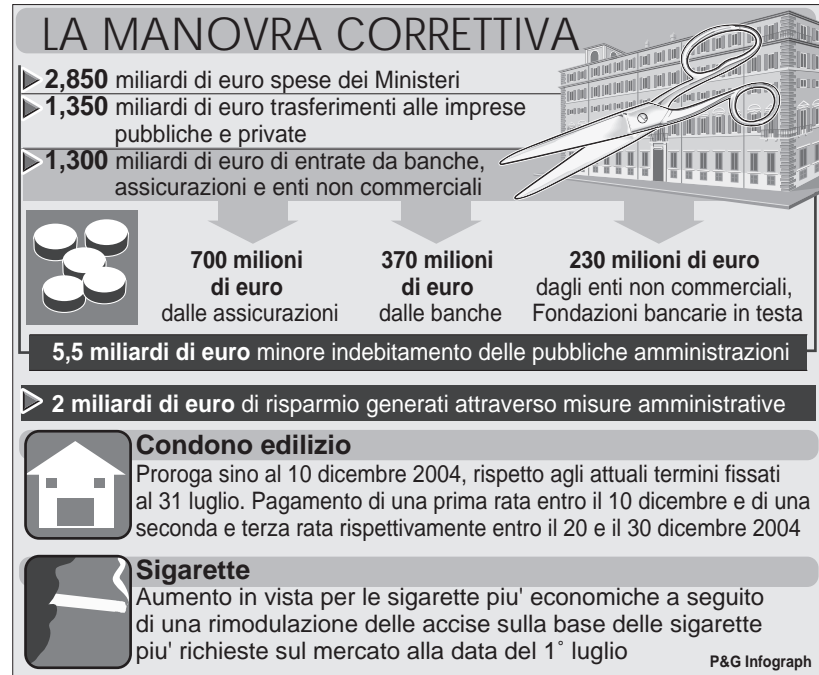 LA MANOVRA CORRETTIVA
2,850 miliardi di euro spese dei Ministeri
1,350 miliardi di euro trasferimenti alle imprese
pubbliche e private
1,300 miliardi di euro di entrate da banche,
assicurazioni e enti non commerciali
700 milioni
di euro
dalle assicurazioni
370 milioni
di euro
dalle banche
230 milioni di euro
dagli enti non commerciali,
Fondazioni bancarie in testa
5,5 miliardi di euro minore indebitamento delle pubbliche amministrazioni
2 miliardi di euro di risparmio generati attraverso misure amministrative
Condono edilizio
Proroga sino al 10 dicembre 2004, rispetto agli attuali termini fissati
al 31 luglio. Pagamento di una prima rata entro il 10 dicembre e di una
seconda e terza rata rispettivamente entro il 20 e il 30 dicembre 2004
Sigarette
Aumento in vista per le sigarette piu' economiche a seguito
di una rimodulazione delle accise sulla base delle sigarette
piu' richieste sul mercato alla data del 1˚ luglio
P&G Infograph